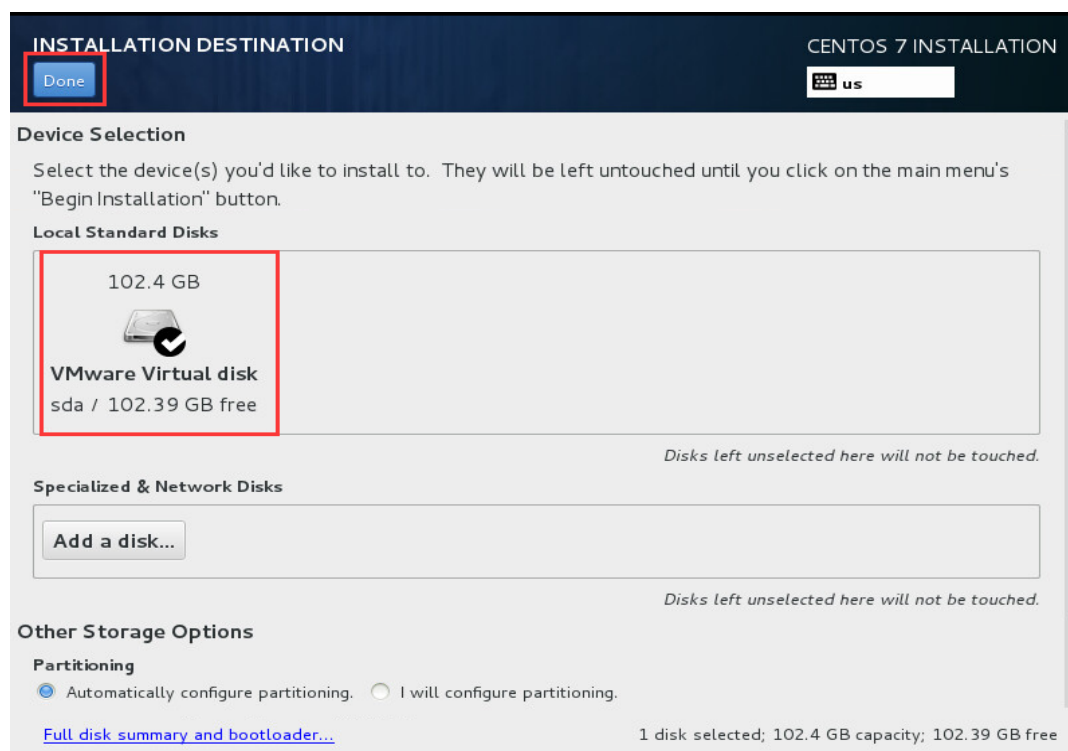 INSTALLATION DESTINATION
CENTOS 7 INSTALLATION
Done
us
Device Selection
Select the device(s) you'd like to install to. They will be left untouched until you click on the main menu's
"Begin Installation" button.
Local Standard Disks
102.4 GB
VMware Virtual disk
sda / 102.39 GB free
Disks left unselected here will not be touched.
Specialized & Network Disks
Add a disk...
Disks left unselected here will not be touched.
Other Storage Options
Partitioning
Automatically configure partitioning. I will configure partitioning.
Full disk summary and bootloader... 1 disk selected; 102.4 GB capacity; 102.39 GB free